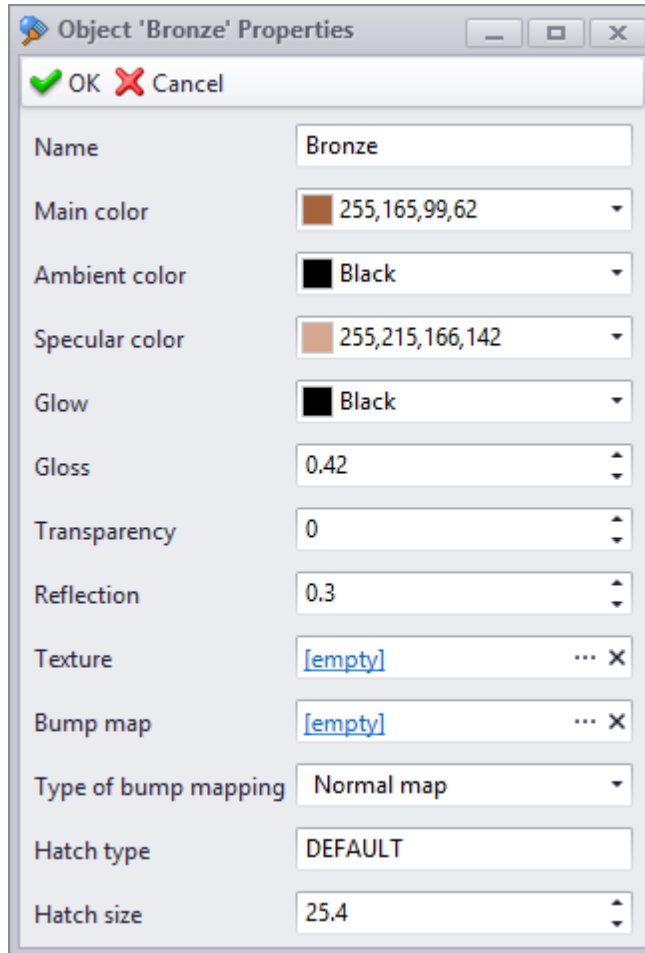 Object 'Bronze' Properties
OK Cancel
Name Bronze
Main color 255,165,99,62
Ambient color Black
Specular color 255,215,166,142
Glow Black
Gloss 0.42
Transparency 0
Reflection 0.3
Texture [empty]
Bump map [empty]
Type of bump mapping Normal map
Hatch type DEFAULT
Hatch size 25.4